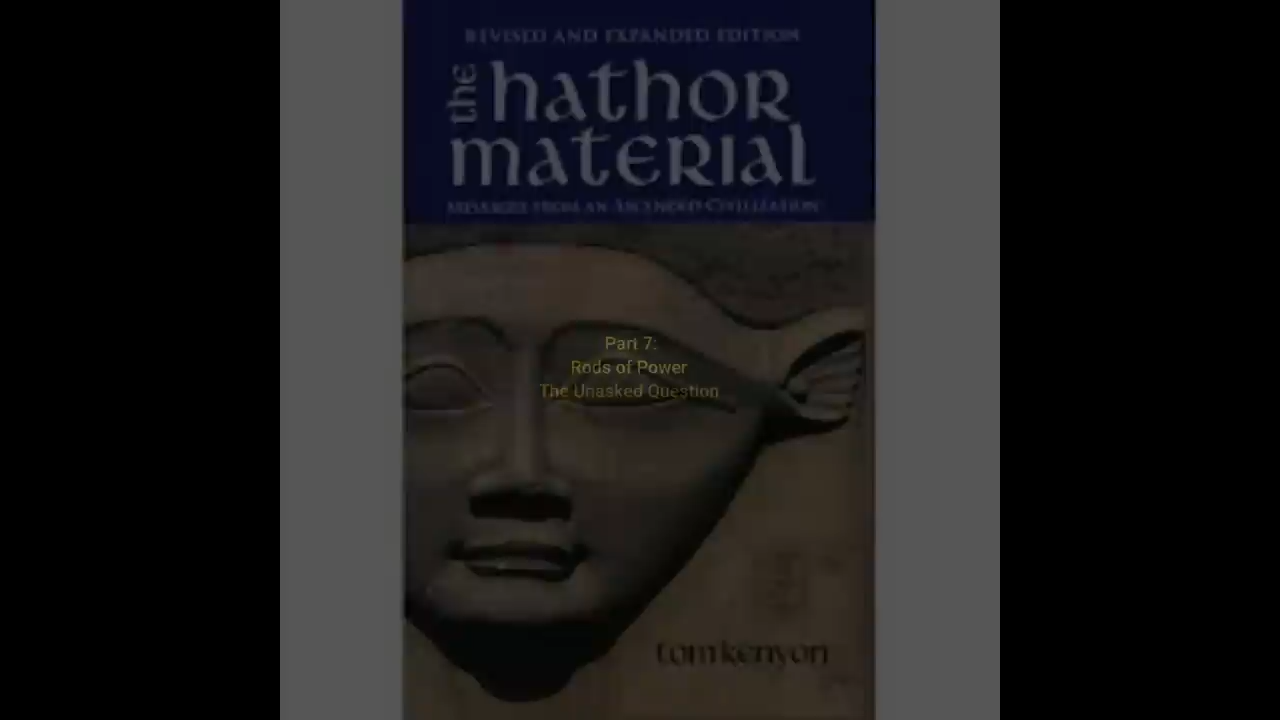 REVISED AND EXPANDED EDITION
the hathor
material
MESSAGES FROM AN ASCENDED CIVILIZATION
Part 7:
Rods of Power
The Unasked Question
tom kenyon